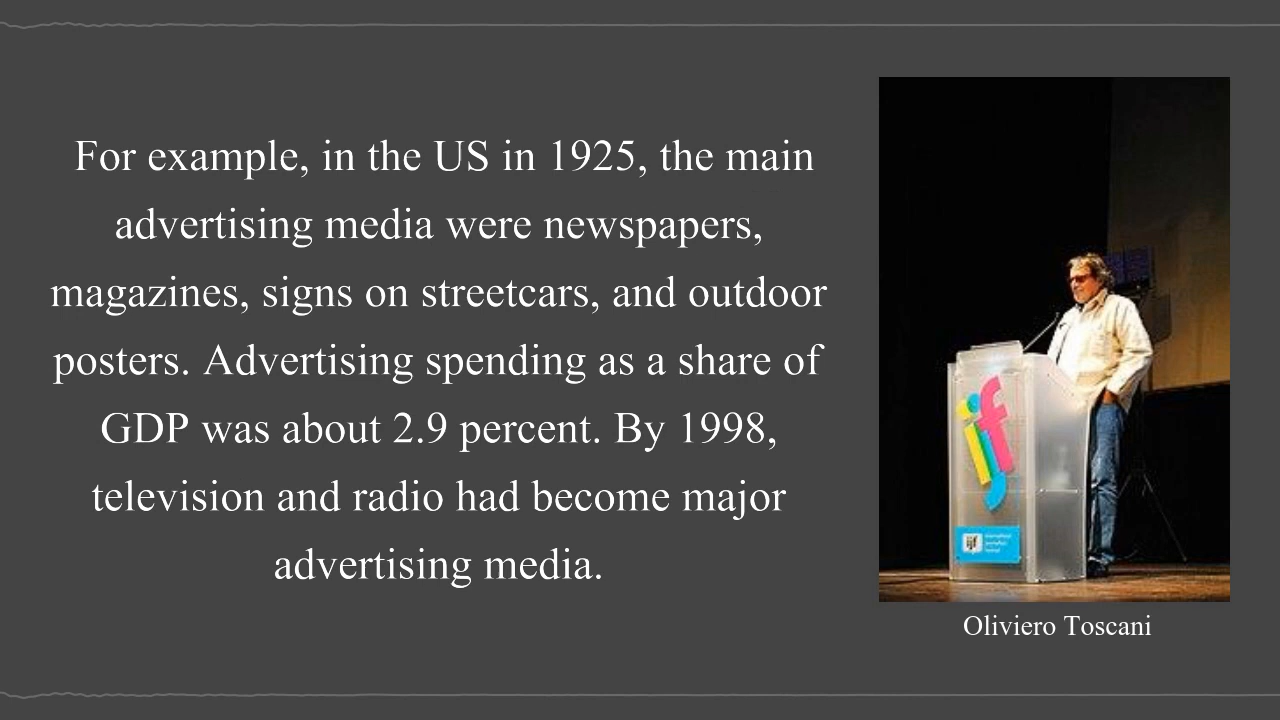 For example, in the US in 1925, the main
advertising media were newspapers,
magazines, signs on streetcars, and outdoor
posters. Advertising spending as a share of
GDP was about 2.9 percent. By 1998,
television and radio had become major
advertising media.
ijf
Oliviero Toscani